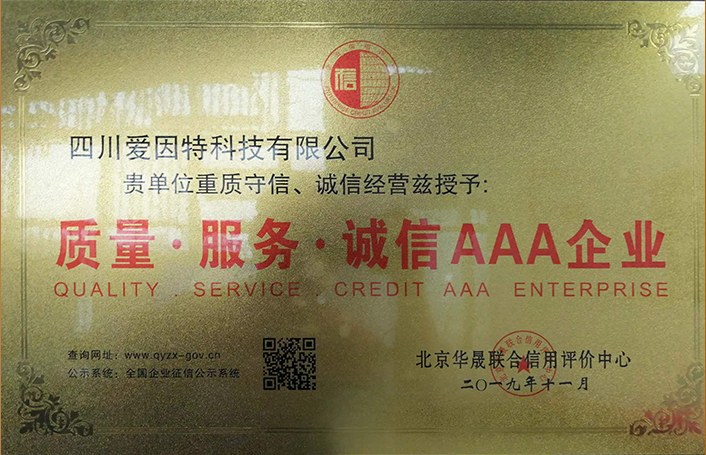 信
四川爱因特科技有限公司
贵单位重质守信、诚信经营兹授予:
质量·服务·诚信AAA企业
QUALITY . SERVICE . CREDIT AAA ENTERPRISE
查询网址: www.qyzx-gov.cn
公示系统: 全国企业征信公示系统
北京华晟联合信用评价中心
二〇一九年十一月